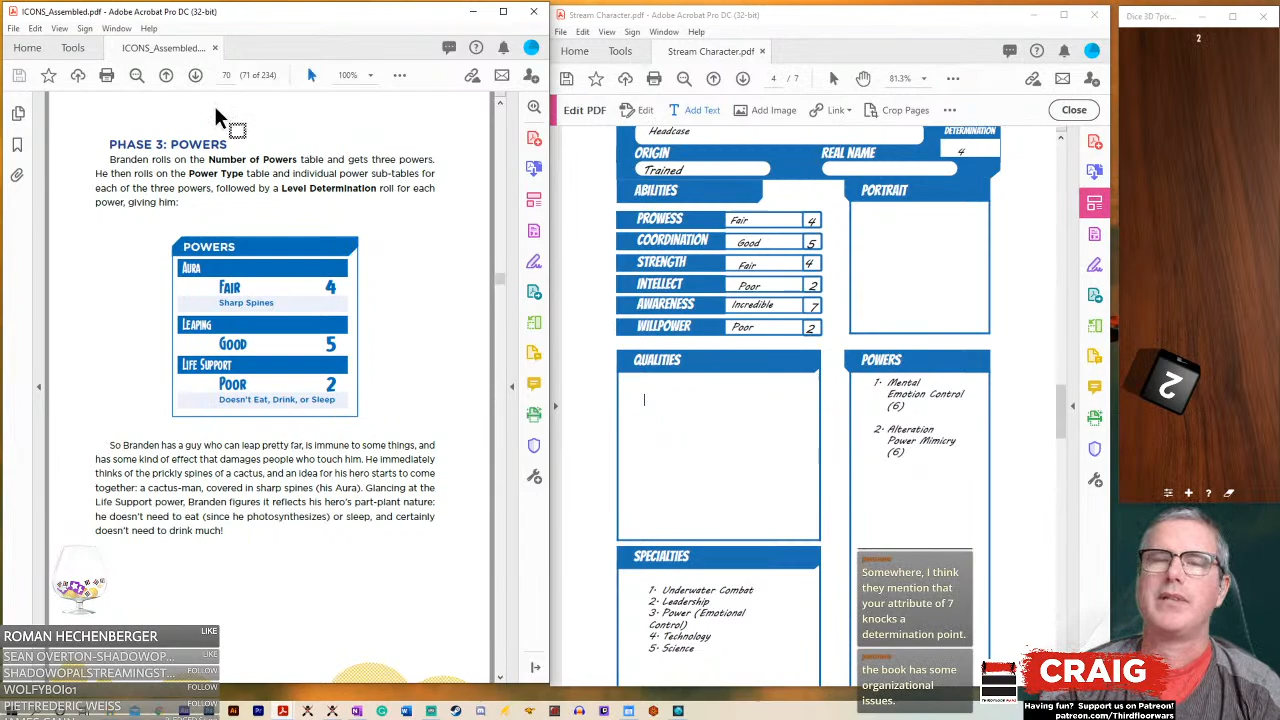 ICONS_Assembled.pdf - Adobe Acrobat Pro DC (32-bit)
File Edit View Sign Window Help
Home Tools ICONS_Assembled....
70 (71 of 234) 100%
PHASE 3: POWERS
Branden rolls on the Number of Powers table and gets three powers.
He then rolls on the Power Type table and individual power sub-tables for
each of the three powers, followed by a Level Determination roll for each
power, giving him:
POWERS
AURA
FAIR 4
Sharp Spines
LEAPING
GOOD 5
LIFE SUPPORT
POOR 2
Doesn't Eat, Drink, or Sleep
So Branden has a guy who can leap pretty far, is immune to some things, and
has some kind of effect that damages people who touch him. He immediately
thinks of the prickly spines of a cactus, and an idea for his hero starts to come
together: a cactus-man, covered in sharp spines (his Aura). Glancing at the
Life Support power, Branden figures it reflects his hero's part-plant nature:
he doesn't need to eat (since he photosynthesizes) or sleep, and certainly
doesn't need to drink much!
ROMAN HECHENBERGER LIKE
SEAN OVERTON-SHADOWOP... LIKE
SHADOWOPALSTREAMINGST... FOLLOW
WOLFYBOI01 FOLLOW
PIETFREDERIC WEISS FOLLOW
Stream Character.pdf - Adobe Acrobat Pro DC (32-bit)
File Edit View Sign Window Help
Home Tools Stream Character.pdf
4 / 7 81.3%
Edit PDF Edit Add Text Add Image Link Crop Pages Close
Headcase
DETERMINATION
4
ORIGIN
Trained
REAL NAME
ABILITIES
PROWESS Fair 4
COORDINATION Good 5
STRENGTH Fair 4
INTELLECT Poor 2
AWARENESS Incredible 7
WILLPOWER Poor 2
PORTRAIT
QUALITIES
POWERS
1. Mental
Emotion Control
(6)
2. Alteration
Power Mimicry
(6)
SPECIALTIES
1. Underwater Combat
2. Leadership
3. Power (Emotional
Control)
4. Technology
5. Science
Somewhere, I think
they mention that
your attribute of 7
knocks a
determination point.
the book has some
organizational
issues.
Dice 3D 7pix...
2
2
CRAIG
THIRDFLOORWARS
Having fun? Support us on Patreon!
patreon.com/Thirdfloorwars